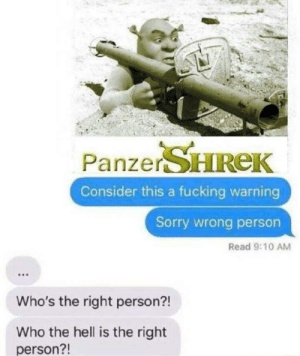 PanzerSHREK
Consider this a fucking warning
Sorry wrong person
Read 9:10 AM
...
Who's the right person?!
Who the hell is the right
person?!